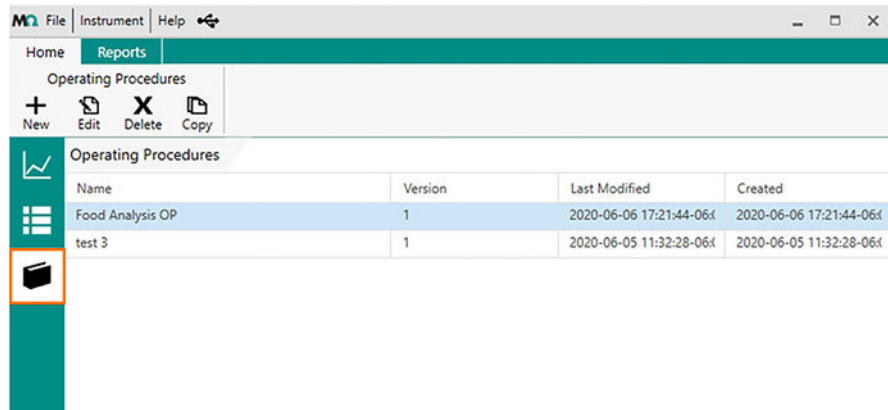 MΩ File Instrument Help
Home Reports
Operating Procedures
New Edit Delete Copy
Operating Procedures
Name Version Last Modified Created
Food Analysis OP 1 2020-06-06 17:21:44-06:( 2020-06-06 17:21:44-06:(
test 3 1 2020-06-05 11:32:28-06:( 2020-06-05 11:32:28-06:(